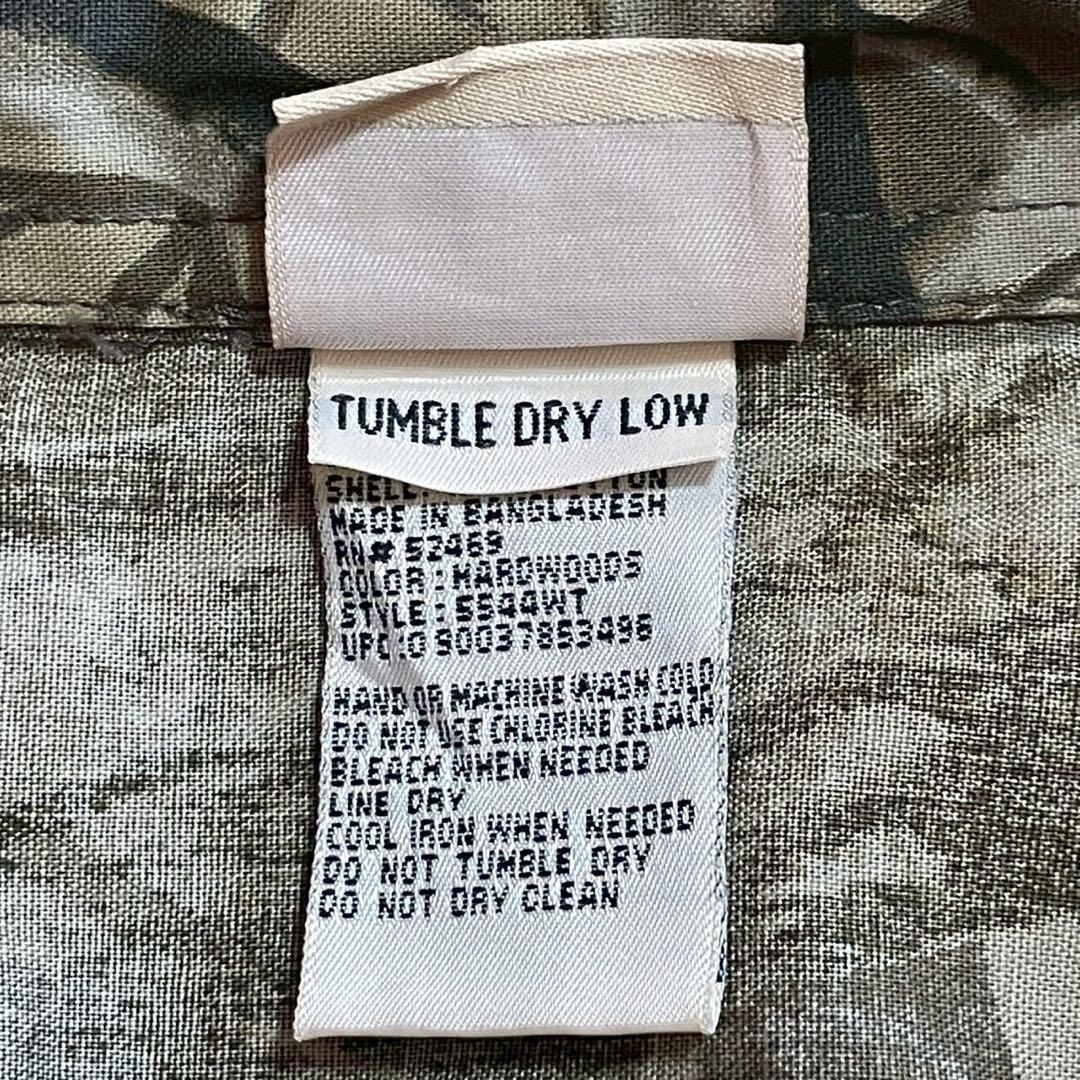 TUMBLE DRY LOW
SHELL:
MADE IN BANGLADESH
RN# 52469
COLOR : HARDWOODS
STYLE : 5544WT
UPC :0 90037853498
HAND OR MACHINE WASH COLD
DO NOT USE CHLORINE BLEACH
BLEACH WHEN NEEDED
LINE DRY
COOL IRON WHEN NEEDED
DO NOT TUMBLE DRY
DO NOT DRY CLEAN